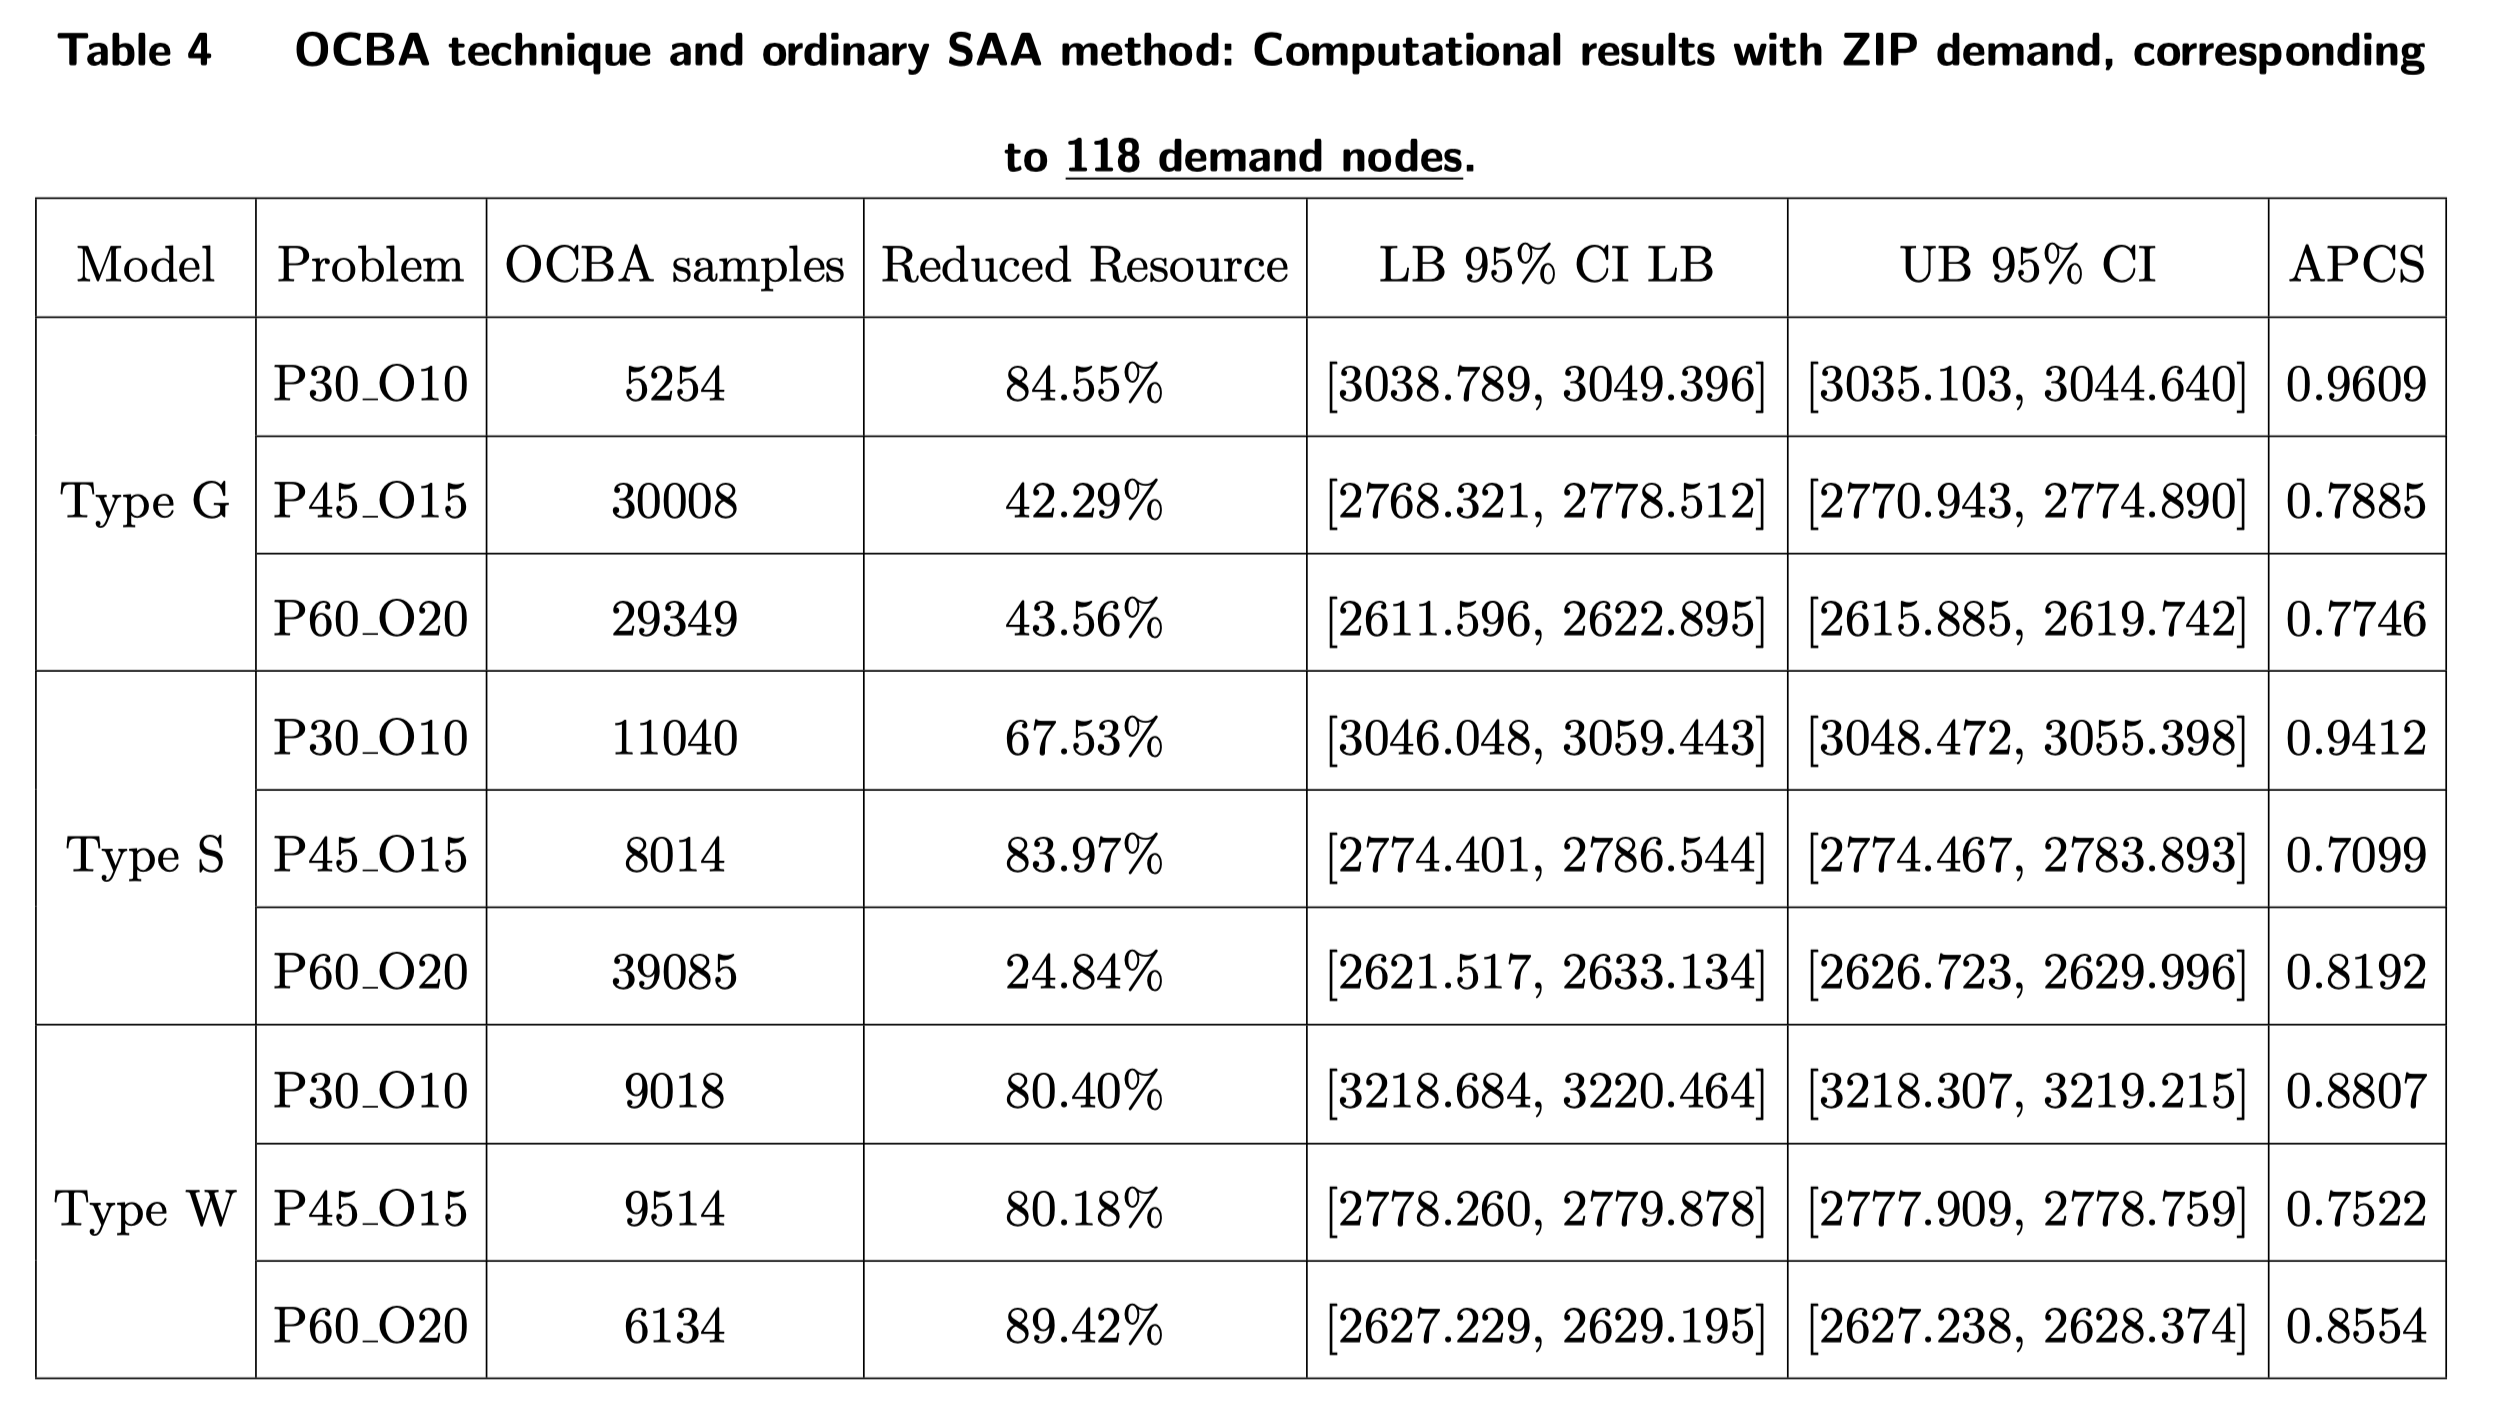 Table 4 OCBA technique and ordinary SAA method: Computational results with ZIP demand, corresponding
to 118 demand nodes.
Model Problem OCBA samples Reduced Resource LB 95% CI LB UB 95% CI APCS
P30_O10 5254 84.55% [3038.789, 3049.396] [3035.103, 3044.640] 0.9609
Type G P45_O15 30008 42.29% [2768.321, 2778.512] [2770.943, 2774.890] 0.7885
P60_O20 29349 43.56% [2611.596, 2622.895] [2615.885, 2619.742] 0.7746
P30_O10 11040 67.53% [3046.048, 3059.443] [3048.472, 3055.398] 0.9412
Type S P45_O15 8014 83.97% [2774.401, 2786.544] [2774.467, 2783.893] 0.7099
P60_O20 39085 24.84% [2621.517, 2633.134] [2626.723, 2629.996] 0.8192
P30_O10 9018 80.40% [3218.684, 3220.464] [3218.307, 3219.215] 0.8807
Type W P45_O15 9514 80.18% [2778.260, 2779.878] [2777.909, 2778.759] 0.7522
P60_O20 6134 89.42% [2627.229, 2629.195] [2627.238, 2628.374] 0.8554